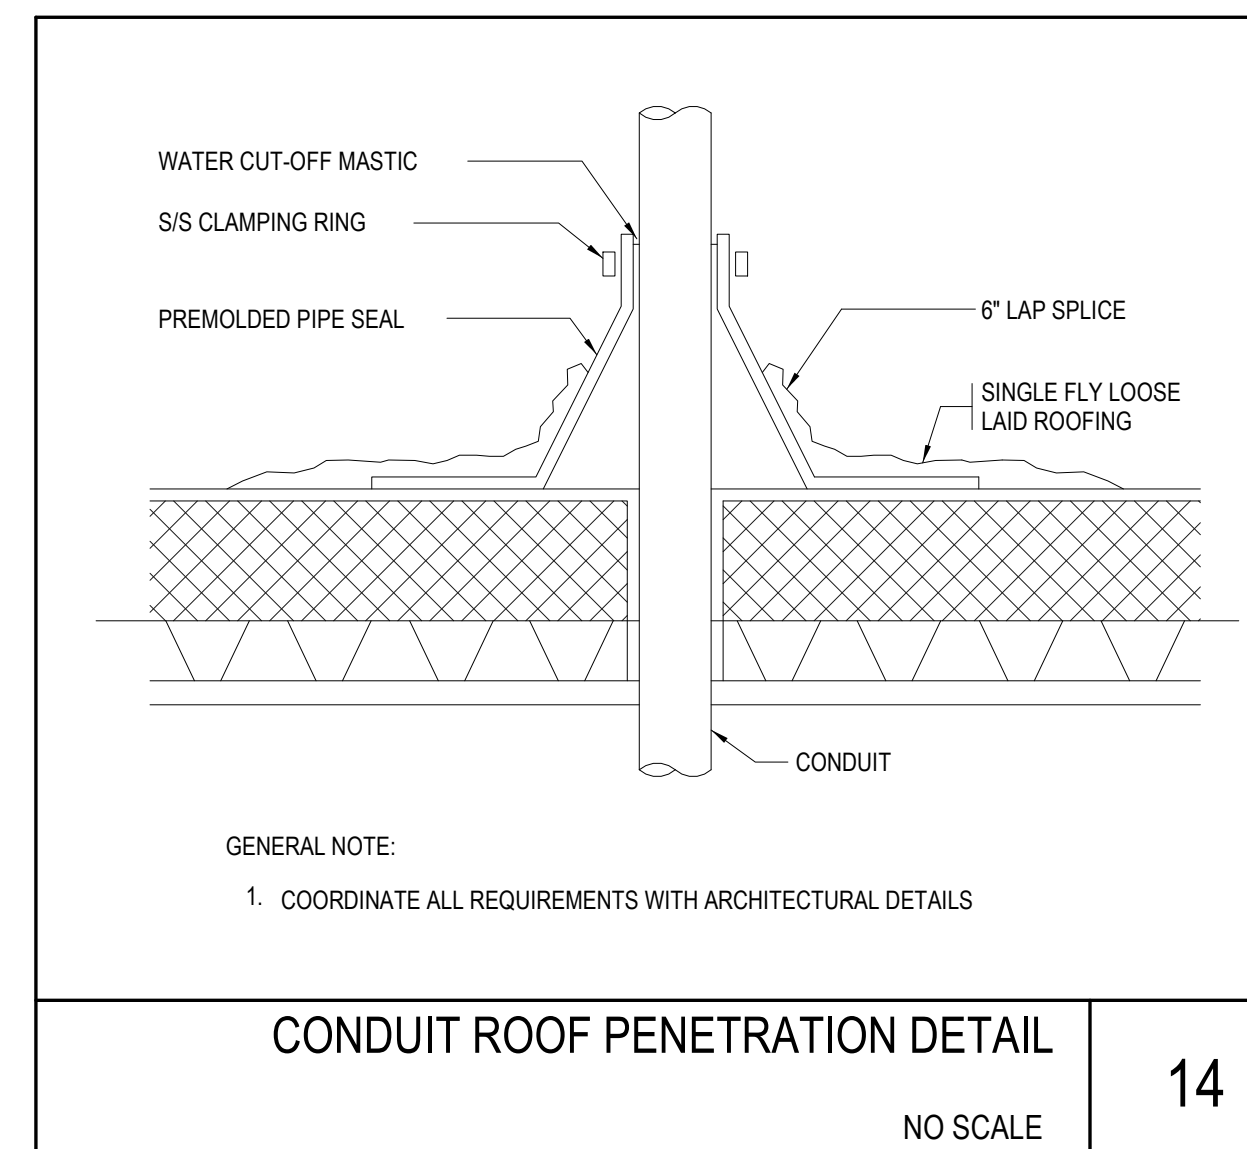 WATER CUT-OFF MASTIC
S/S CLAMPING RING
PREMOLDED PIPE SEAL
6" LAP SPLICE
SINGLE FLY LOOSE
LAID ROOFING
CONDUIT
GENERAL NOTE:
1. COORDINATE ALL REQUIREMENTS WITH ARCHITECTURAL DETAILS
CONDUIT ROOF PENETRATION DETAIL
14
NO SCALE